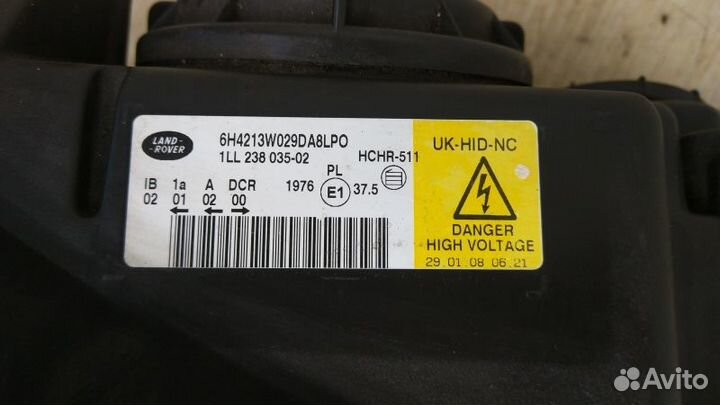 LAND-
-ROVER
6H4213W029DA8LPO
1LL 238 035-02
HCHR-511
PL
IB 1a A DCR 1976 E1 37.5
02 01 02 00
UK-HID-NC
DANGER
HIGH VOLTAGE
29.01.08 06.21
Avito